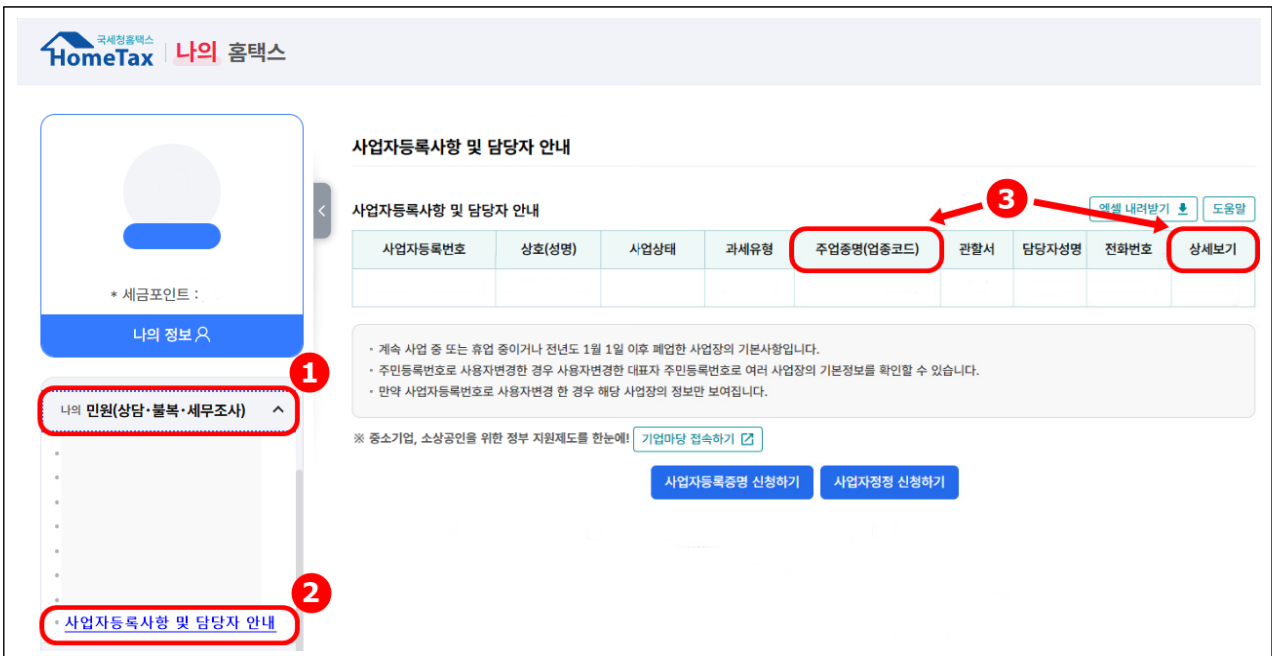 국세청홈택스
HomeTax 나의 홈택스
* 세금포인트 :
나의 정보
1
나의 민원(상담·불복·세무조사)
2
사업자등록사항 및 담당자 안내
사업자등록사항 및 담당자 안내
3
사업자등록사항 및 담당자 안내 엑셀 내려받기 도움말
사업자등록번호 상호(성명) 사업상태 과세유형 주업종명(업종코드) 관할서 담당자성명 전화번호 상세보기
· 계속 사업 중 또는 휴업 중이거나 전년도 1월 1일 이후 폐업한 사업장의 기본사항입니다.
· 주민등록번호로 사용자변경한 경우 사용자변경한 대표자 주민등록번호로 여러 사업장의 기본정보를 확인할 수 있습니다.
· 만약 사업자등록번호로 사용자변경 한 경우 해당 사업장의 정보만 보여집니다.
※ 중소기업, 소상공인을 위한 정부 지원제도를 한눈에! 기업마당 접속하기
사업자등록증명 신청하기 사업자정정 신청하기